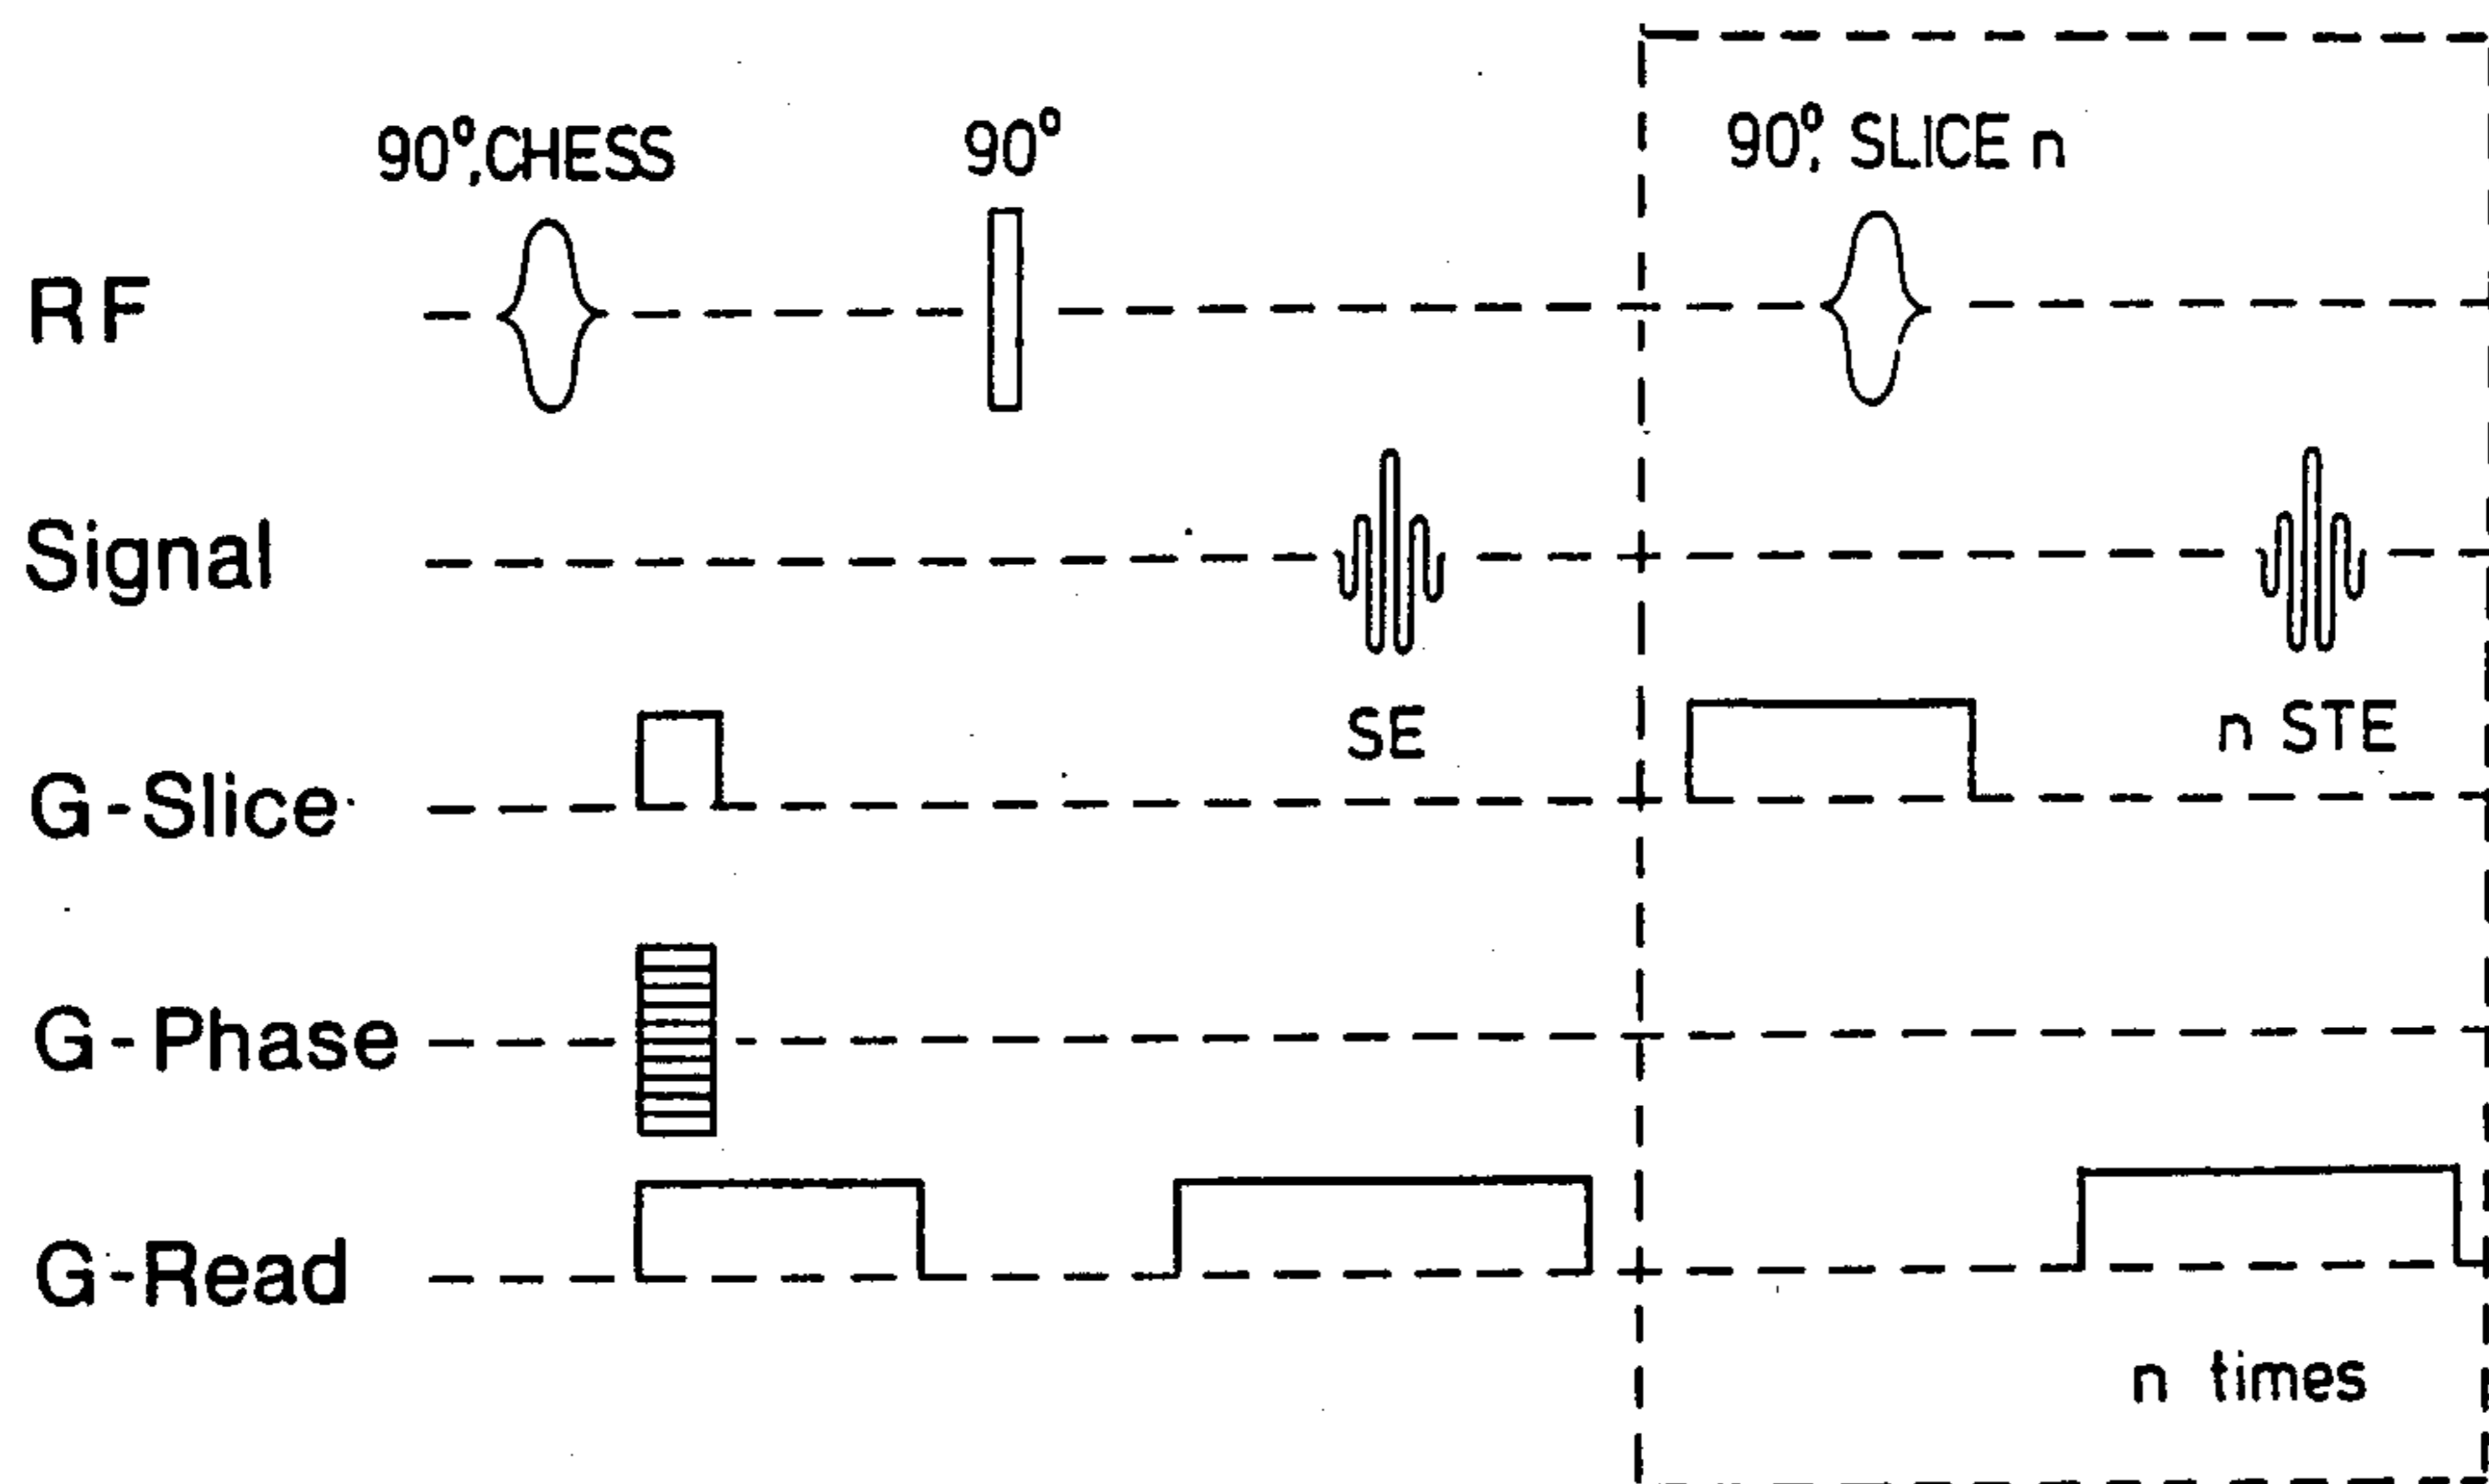 90°,CHESS
90°
90°, SLICE n
RF
Signal
SE
n STE
G-Slice
G-Phase
G-Read
n times